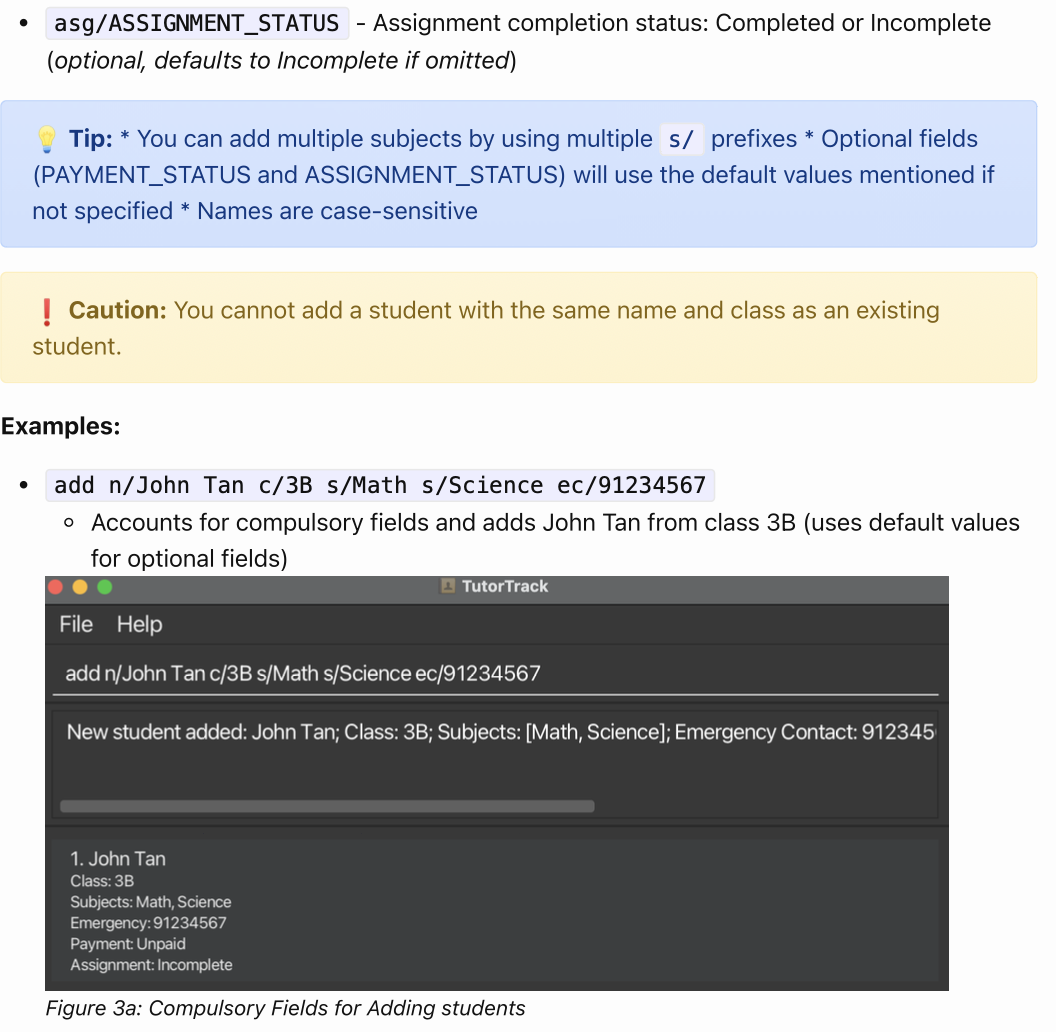 asg/ASSIGNMENT_STATUS - Assignment completion status: Completed or Incomplete
(optional, defaults to Incomplete if omitted)
Tip: * You can add multiple subjects by using multiple s/ prefixes * Optional fields
(PAYMENT_STATUS and ASSIGNMENT_STATUS) will use the default values mentioned if
not specified * Names are case-sensitive
Caution: You cannot add a student with the same name and class as an existing
student.
Examples:
add n/John Tan c/3B s/Math s/Science ec/91234567
Accounts for compulsory fields and adds John Tan from class 3B (uses default values
for optional fields)
TutorTrack
File Help
add n/John Tan c/3B s/Math s/Science ec/91234567
New student added: John Tan; Class: 3B; Subjects: [Math, Science]; Emergency Contact: 912345
1. John Tan
Class: 3B
Subjects: Math, Science
Emergency: 91234567
Payment: Unpaid
Assignment: Incomplete
Figure 3a: Compulsory Fields for Adding students